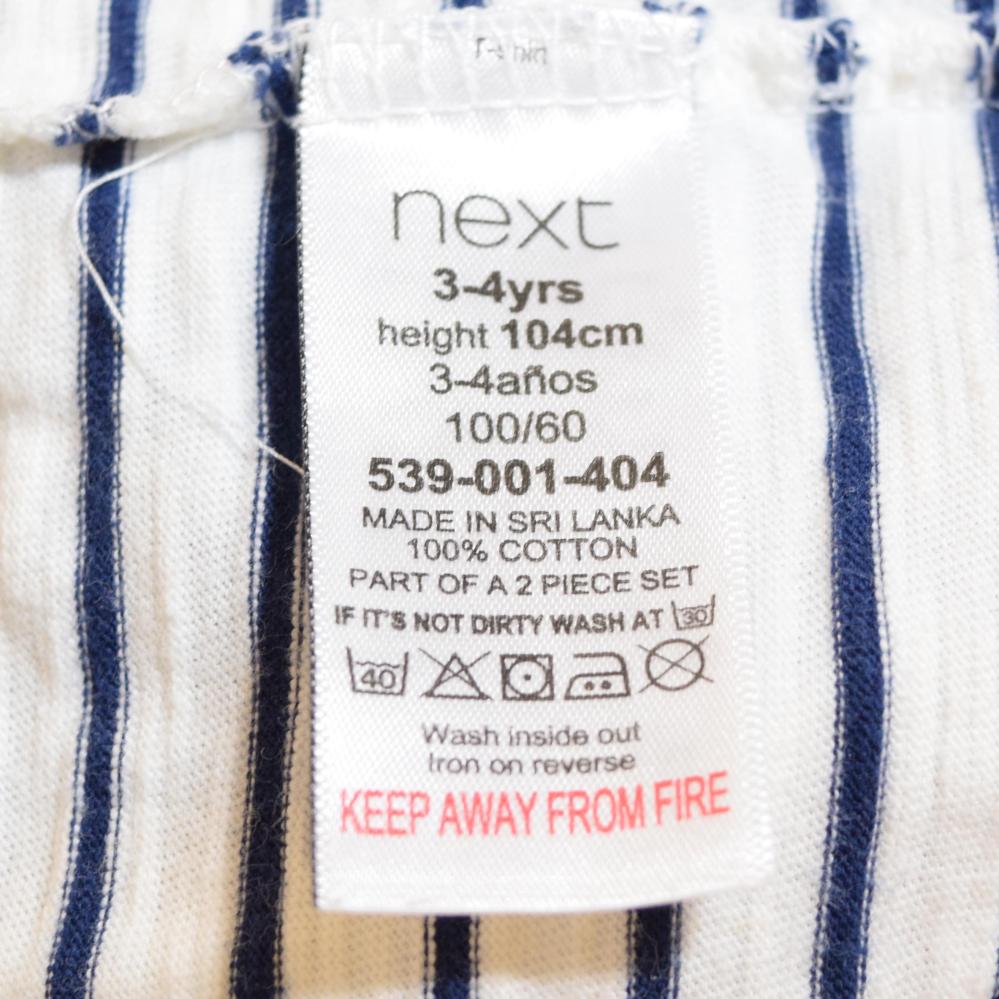 T-shirt
next
3-4yrs
height 104cm
3-4años
100/60
539-001-404
MADE IN SRI LANKA
100% COTTON
PART OF A 2 PIECE SET
IF IT'S NOT DIRTY WASH AT 30
40
Wash inside out
Iron on reverse
KEEP AWAY FROM FIRE